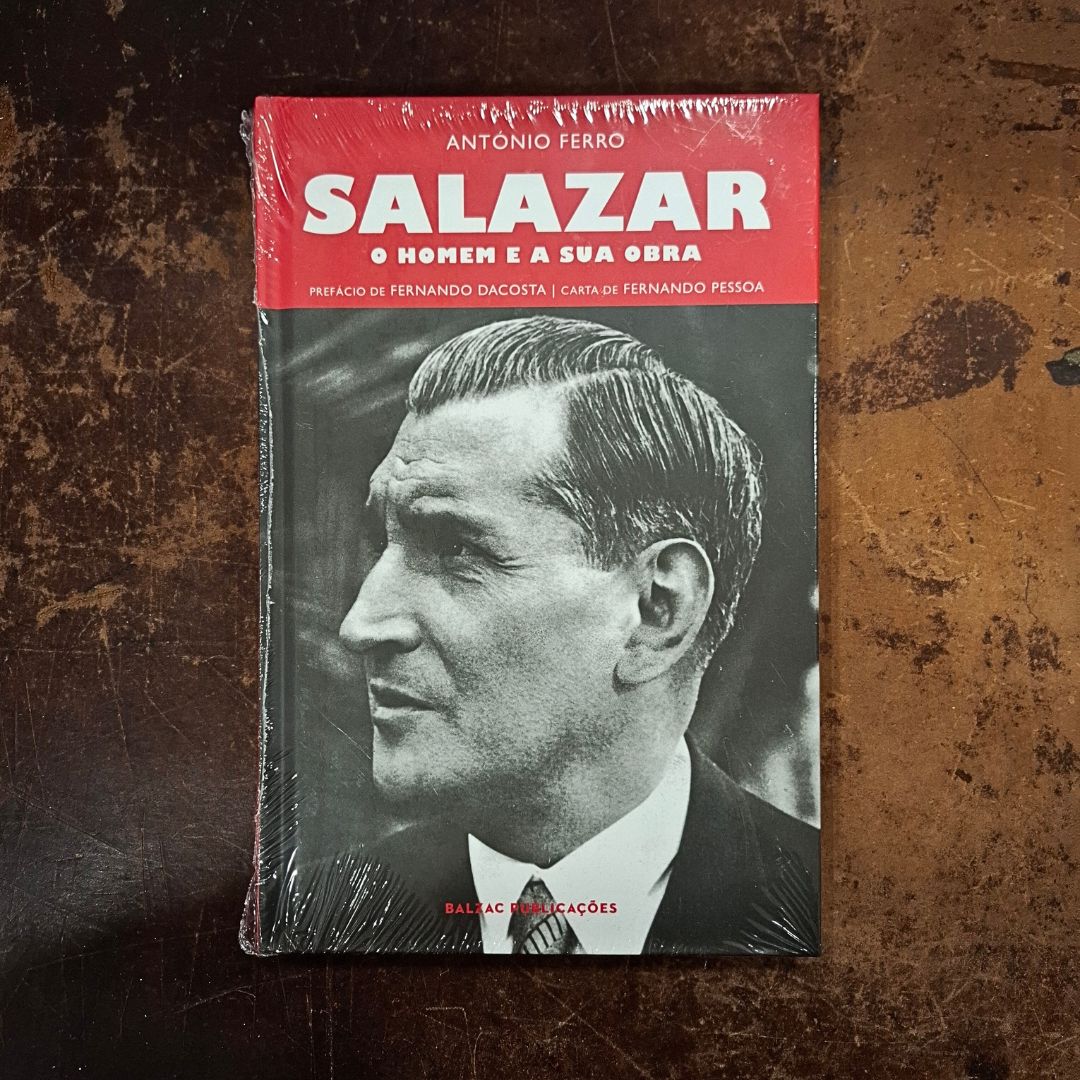 ANTÓNIO FERRO
SALAZAR
O HOMEM E A SUA OBRA
PREFÁCIO DE FERNANDO DACOSTA | CARTA DE FERNANDO PESSOA
BALZAC PUBLICAÇÕES